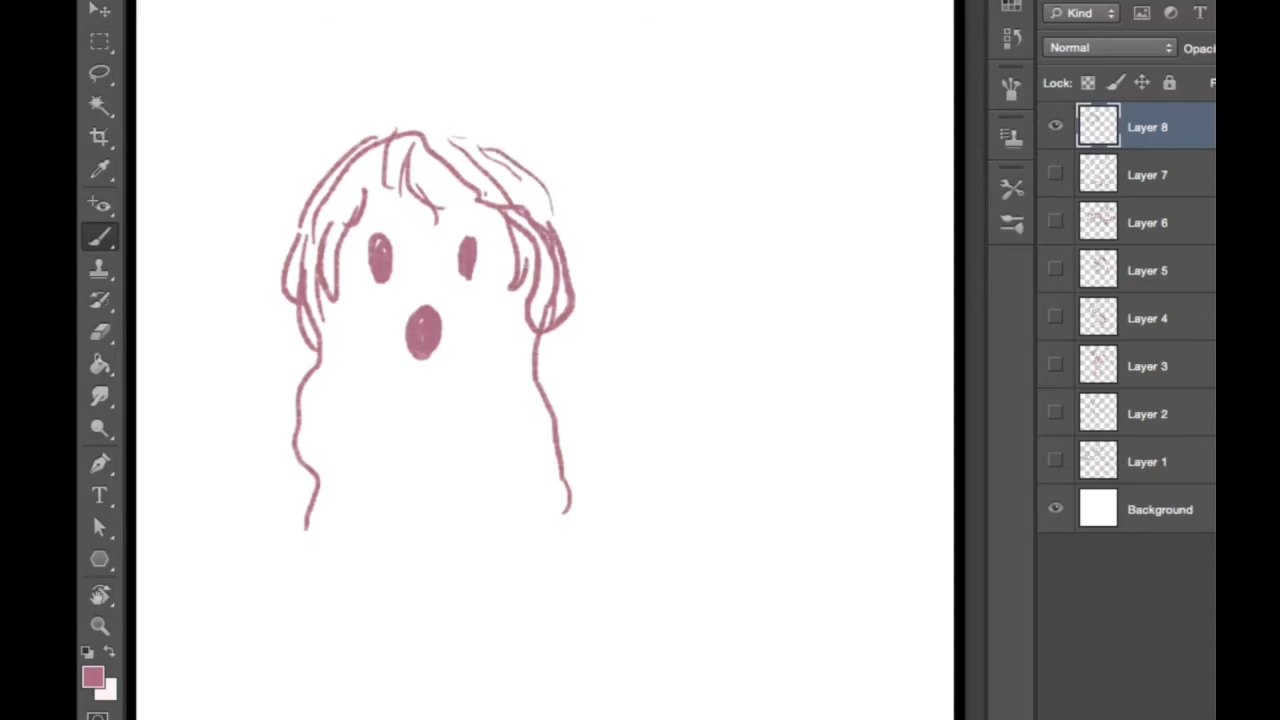 Kind
T
Normal
Opaci
Lock:
F
Layer 8
Layer 7
Layer 6
Layer 5
Layer 4
Layer 3
Layer 2
Layer 1
Background
T